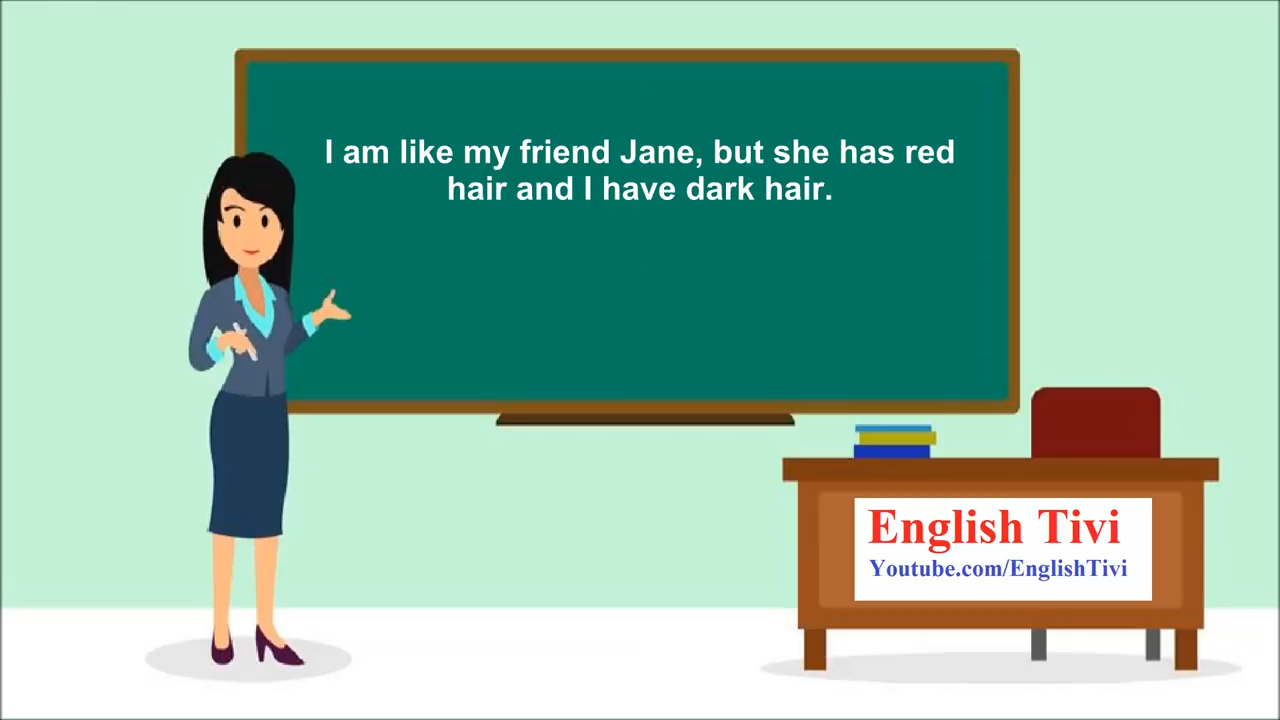 I am like my friend Jane, but she has red
hair and I have dark hair.
English Tivi
Youtube.com/EnglishTivi